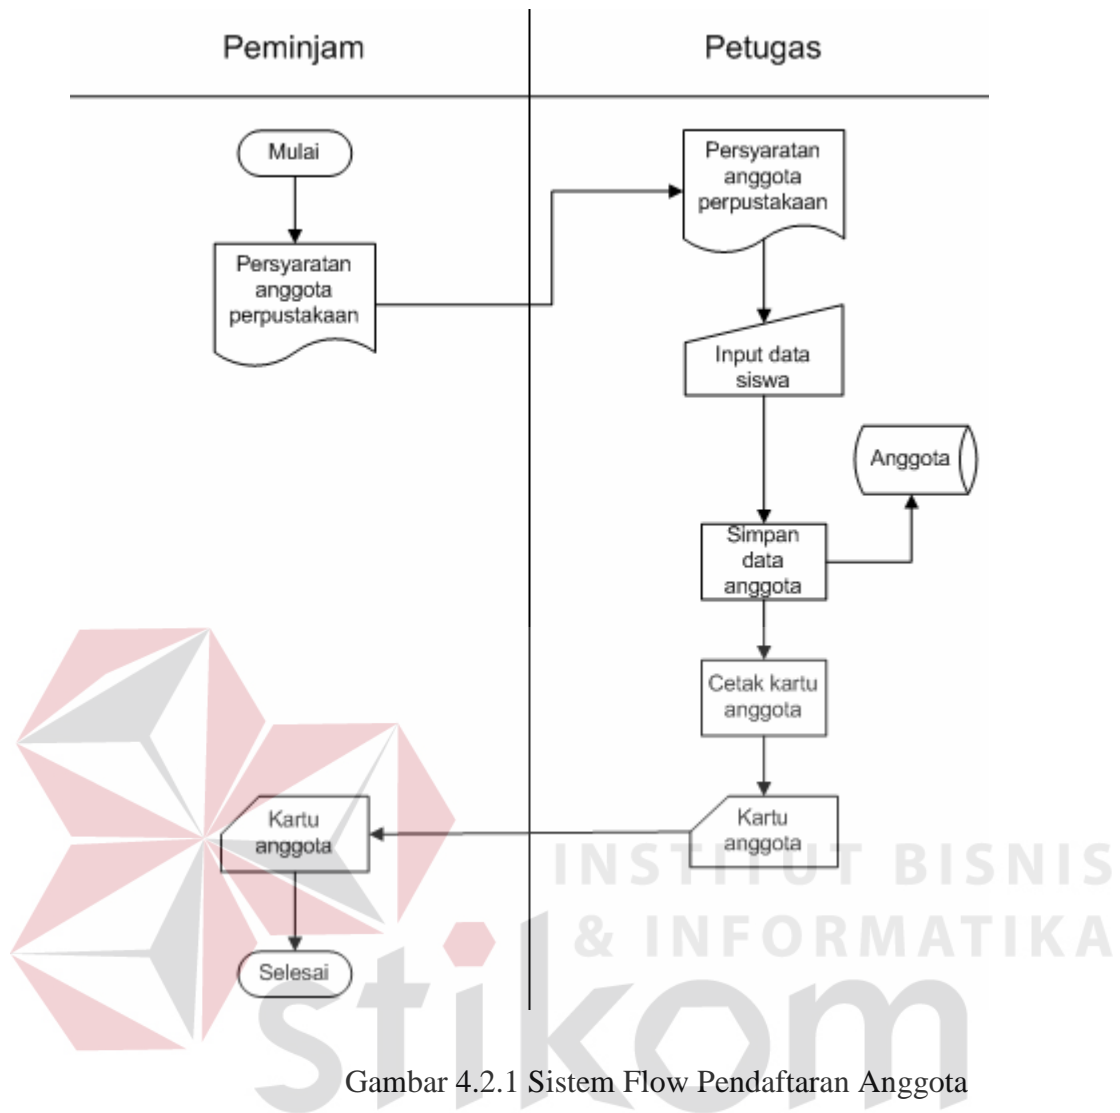 Peminjam
Petugas
Mulai
Persyaratan
anggota
perpustakaan
Persyaratan
anggota
perpustakaan
Input data
siswa
Anggota
Simpan
data
anggota
Cetak kartu
anggota
Kartu
anggota
Kartu
anggota
Selesai
INSTITUT BISNIS
& INFORMATIKA
stikom
Gambar 4.2.1 Sistem Flow Pendaftaran Anggota